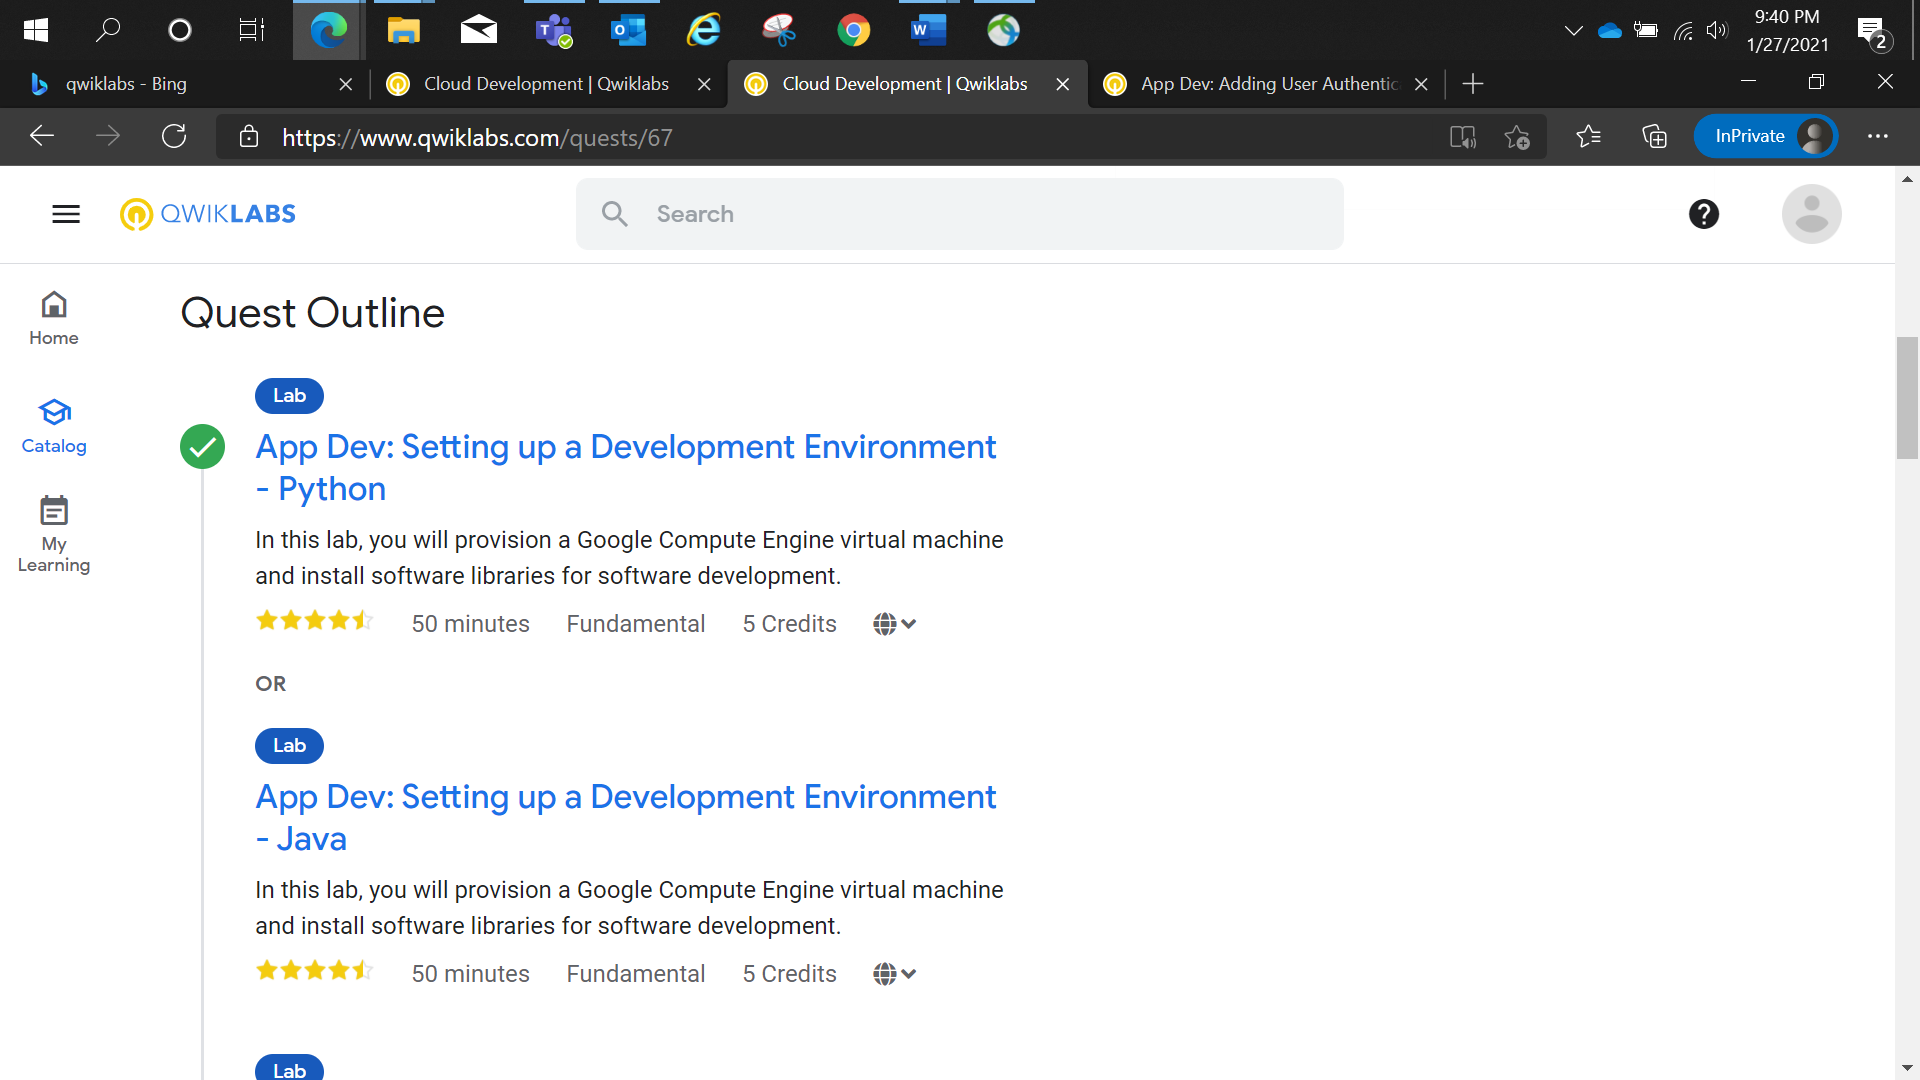 9:40 PM
1/27/2021
2
qwiklabs - Bing
Cloud Development | Qwiklabs
Cloud Development | Qwiklabs
App Dev: Adding User Authentic
https://www.qwiklabs.com/quests/67
InPrivate
QWIKLABS
Search
Home
Catalog
My
Learning
Quest Outline
Lab
App Dev: Setting up a Development Environment
- Python
In this lab, you will provision a Google Compute Engine virtual machine
and install software libraries for software development.
50 minutes Fundamental 5 Credits
OR
Lab
App Dev: Setting up a Development Environment
- Java
In this lab, you will provision a Google Compute Engine virtual machine
and install software libraries for software development.
50 minutes Fundamental 5 Credits
Lab